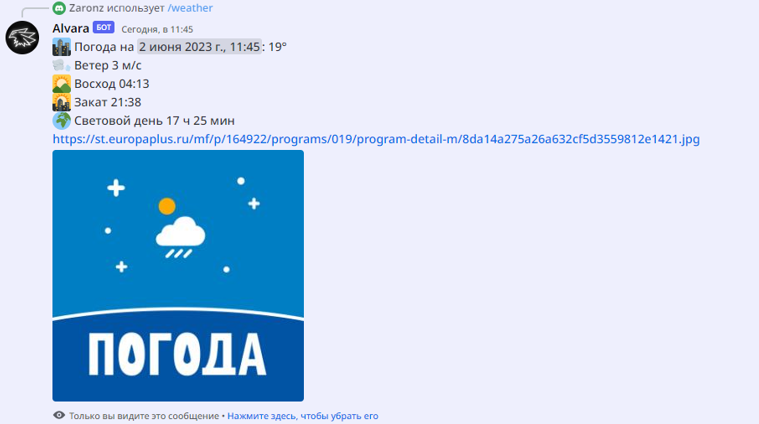 Zaronz использует /weather
Alvara БОТ Сегодня, в 11:45
Погода на 2 июня 2023 г., 11:45: 19°
Ветер 3 м/с
Восход 04:13
Закат 21:38
Световой день 17 ч 25 мин
https://st.europaplus.ru/mf/p/164922/programs/019/program-detail-m/8da14a275a26a632cf5d3559812e1421.jpg
ПОГОДА
Только вы видите это сообщение • Нажмите здесь, чтобы убрать его